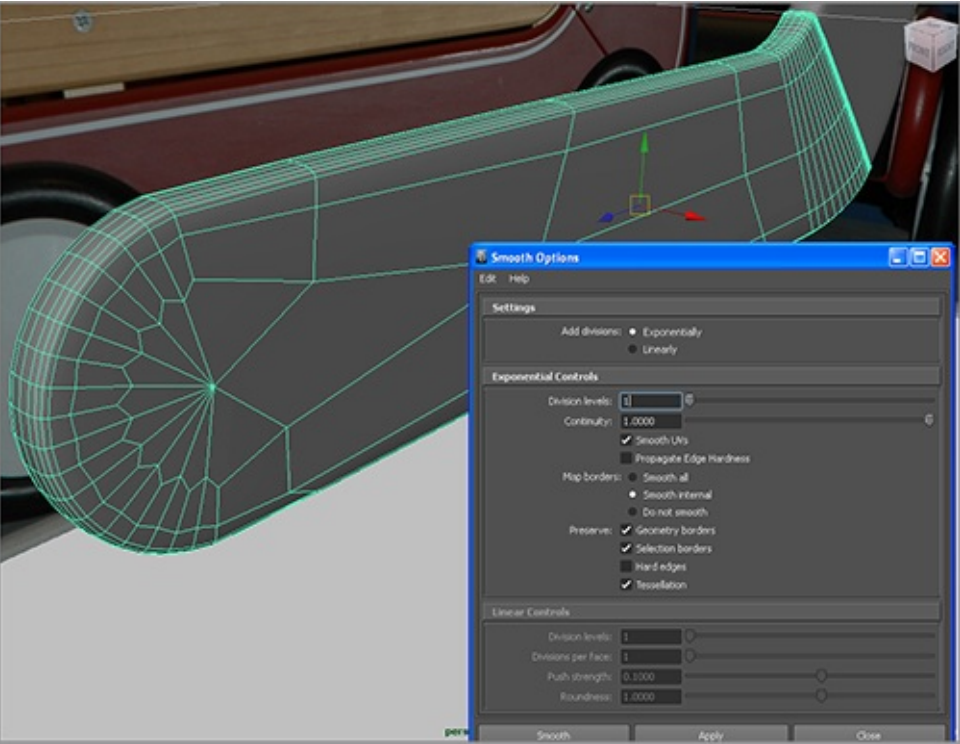 FRONT RIGHT
Smooth Options
Edit Help
Settings
Add divisions: Exponentially
Linearly
Exponential Controls
Division levels: 1
Continuity: 1.0000
Smooth UVs
Propagate Edge Hardness
Map borders: Smooth all
Smooth internal
Do not smooth
Preserve: Geometry borders
Selection borders
Hard edges
Tessellation
Linear Controls
Division levels: 1
Divisions per face: 1
Push strength: 0.1000
Roundness: 1.0000
pers
Smooth Apply Close